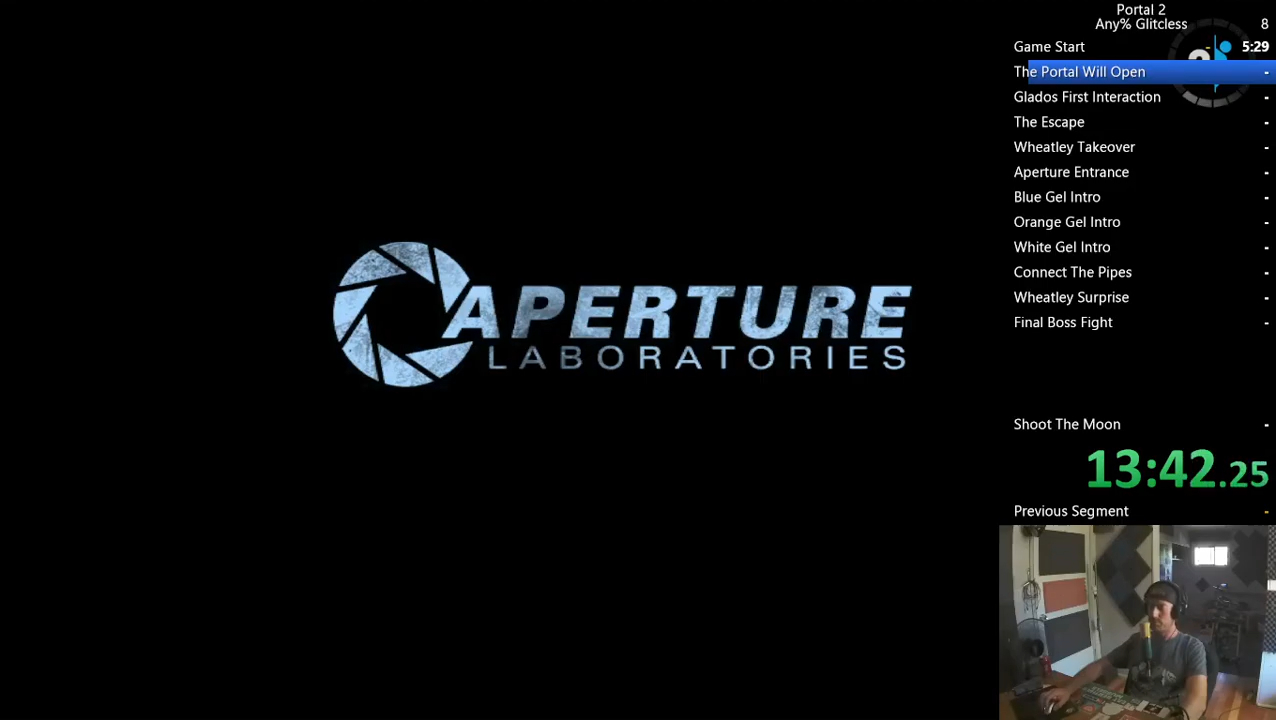 Portal 2
Any% Glitcless 8
Game Start 5:29
The Portal Will Open -
Glados First Interaction -
The Escape -
Wheatley Takeover -
Aperture Entrance -
Blue Gel Intro -
Orange Gel Intro -
White Gel Intro -
Connect The Pipes -
Wheatley Surprise -
Final Boss Fight -
APERTURE
LABORATORIES
Shoot The Moon -
13:42.25
Previous Segment -